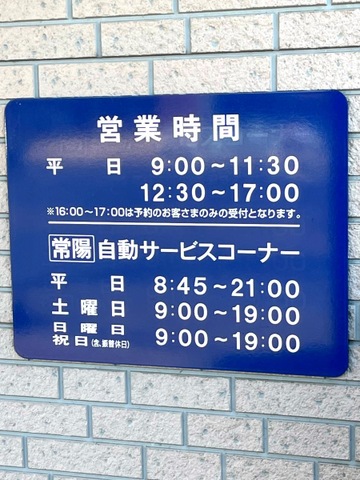 営業時間
平日 9:00～11:30
12:30～17:00
※16:00～17:00は予約のお客さまのみの受付となります。
常陽 自動サービスコーナー
平日 8:45～21:00
土曜日 9:00～19:00
日曜日
祝日(含、振替休日) 9:00～19:00